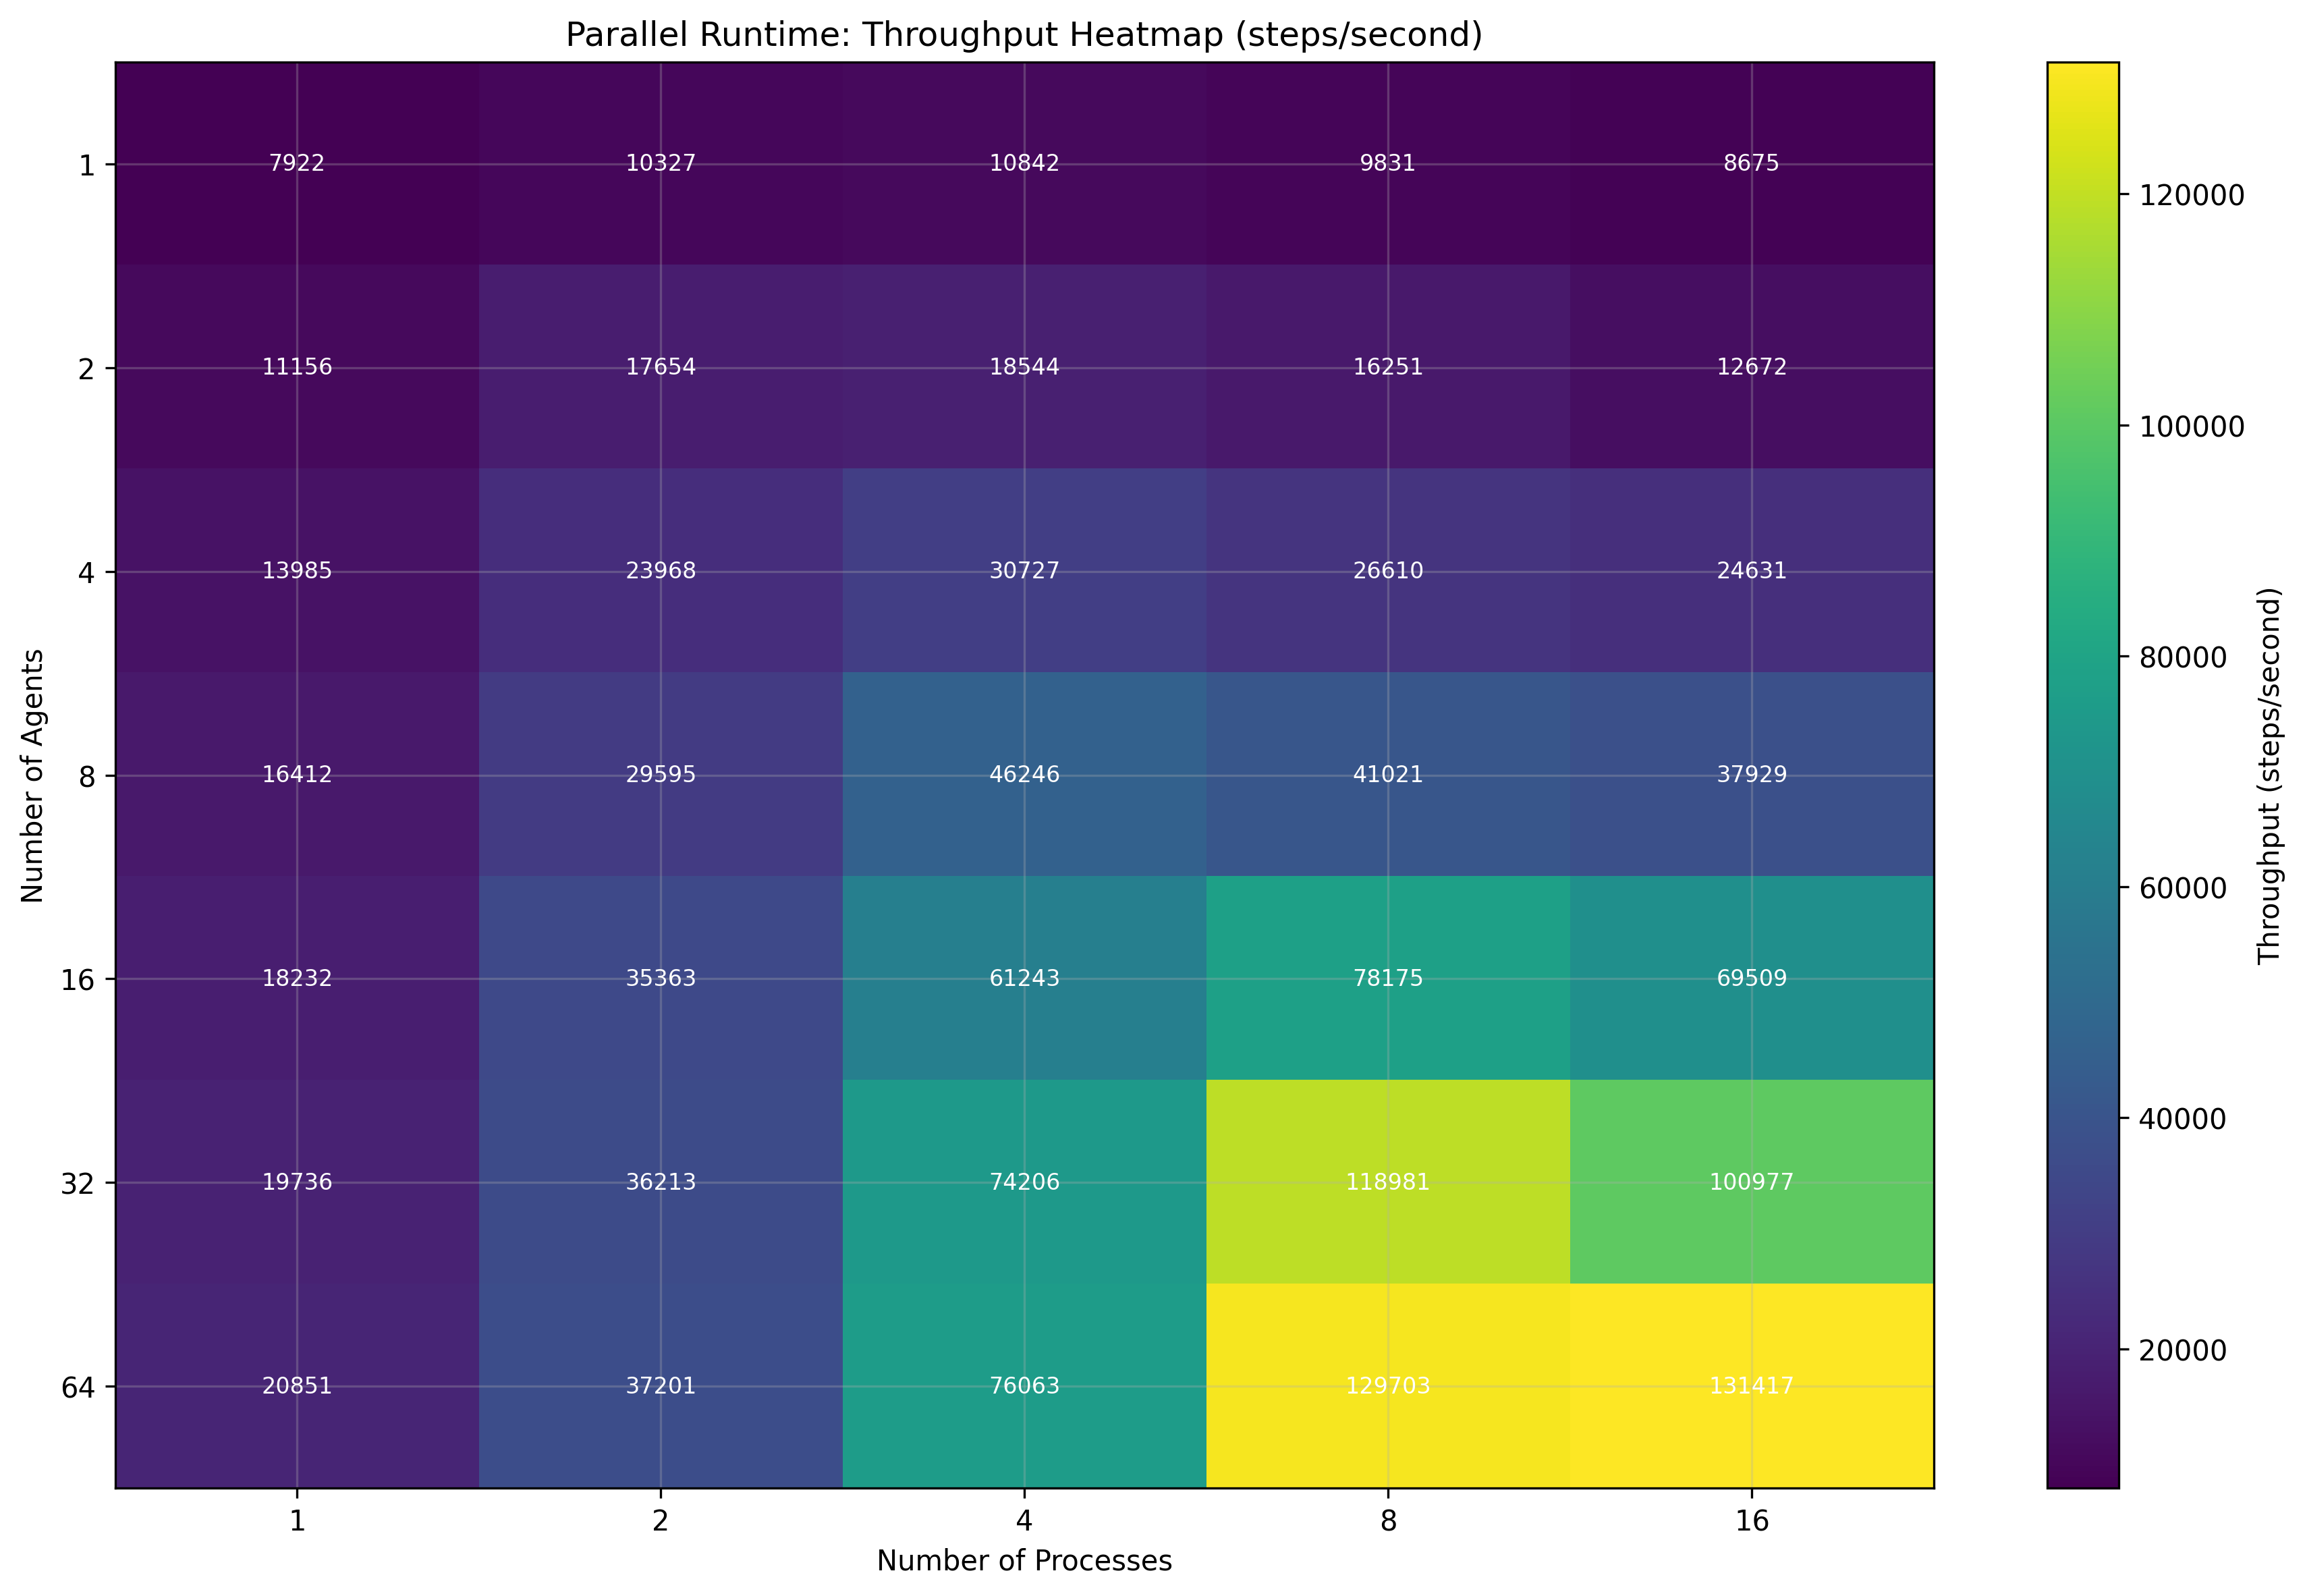 Parallel Runtime: Throughput Heatmap (steps/second)
1 7922 10327 10842 9831 8675
2 11156 17654 18544 16251 12672
4 13985 23968 30727 26610 24631
8 16412 29595 46246 41021 37929
16 18232 35363 61243 78175 69509
32 19736 36213 74206 118981 100977
64 20851 37201 76063 129703 131417
1 2 4 8 16
Number of Processes
Number of Agents
120000
100000
80000
60000
40000
20000
Throughput (steps/second)